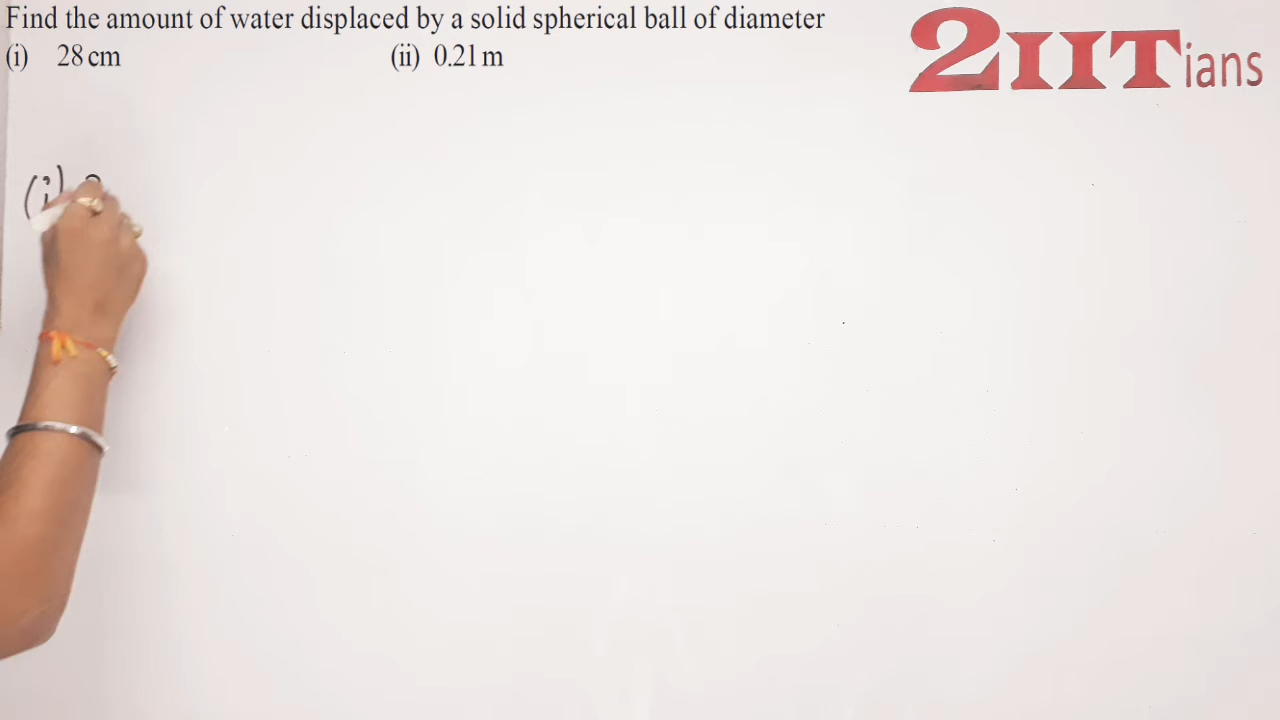 Find the amount of water displaced by a solid spherical ball of diameter
(i) 28 cm (ii) 0.21 m
2IITians
(i)